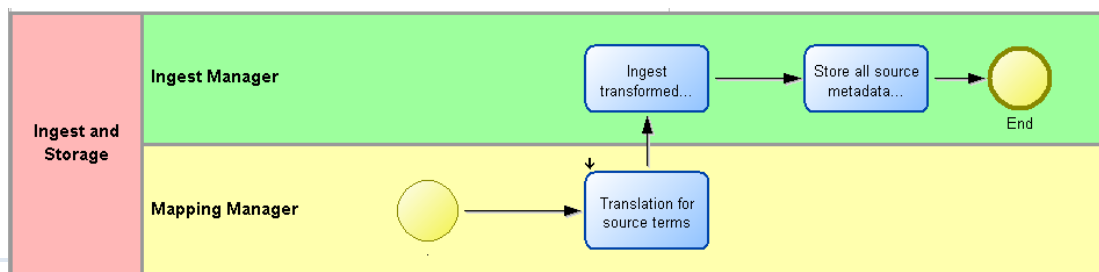 Ingest and
Storage
Ingest Manager
Ingest
transformed...
Store all source
metadata...
End
Mapping Manager
Translation for
source terms